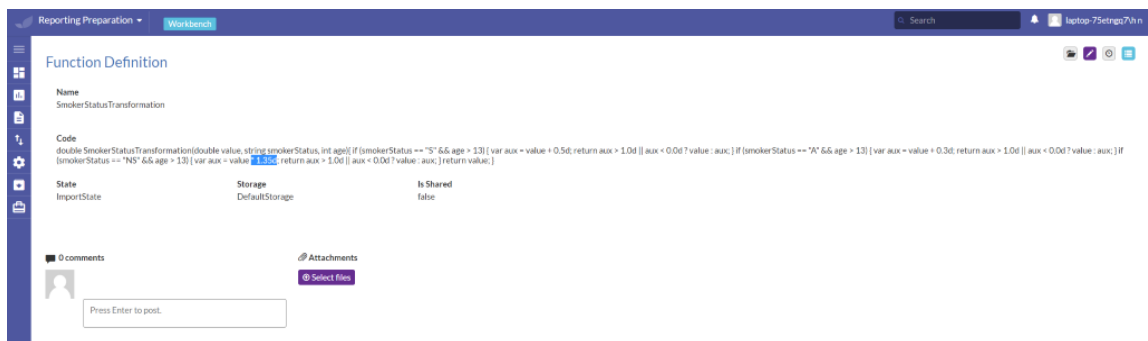 Reporting Preparation
Workbench
Search
laptop-75etngq7\h n
Function Definition
Name
SmokerStatusTransformation
Code
double SmokerStatusTransformation(double value, string smokerStatus, int age){ if (smokerStatus == "S" && age > 13) { var aux = value + 0.5d; return aux > 1.0d || aux < 0.0d ? value : aux; } if (smokerStatus == "A" && age > 13) { var aux = value + 0.3d; return aux > 1.0d || aux < 0.0d ? value : aux; } if
(smokerStatus == "NS" && age > 13) { var aux = value * 1.35d; return aux > 1.0d || aux < 0.0d ? value : aux; } return value; }
State Storage Is Shared
ImportState DefaultStorage false
0 comments Attachments
Select files
Press Enter to post.